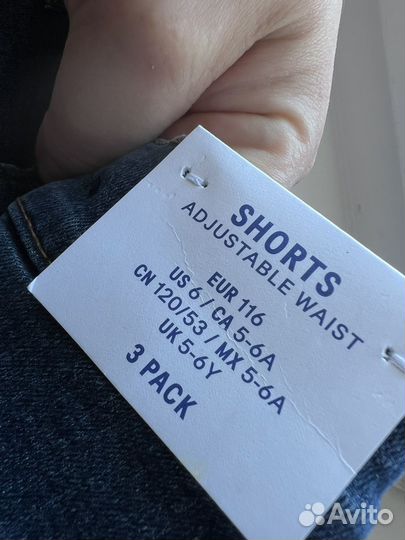 SHORTS
ADJUSTABLE WAIST
EUR 116
US 6 / CA 5-6A
CN 120/53 / MX 5-6A
UK 5-6Y
3 PACK
Avito